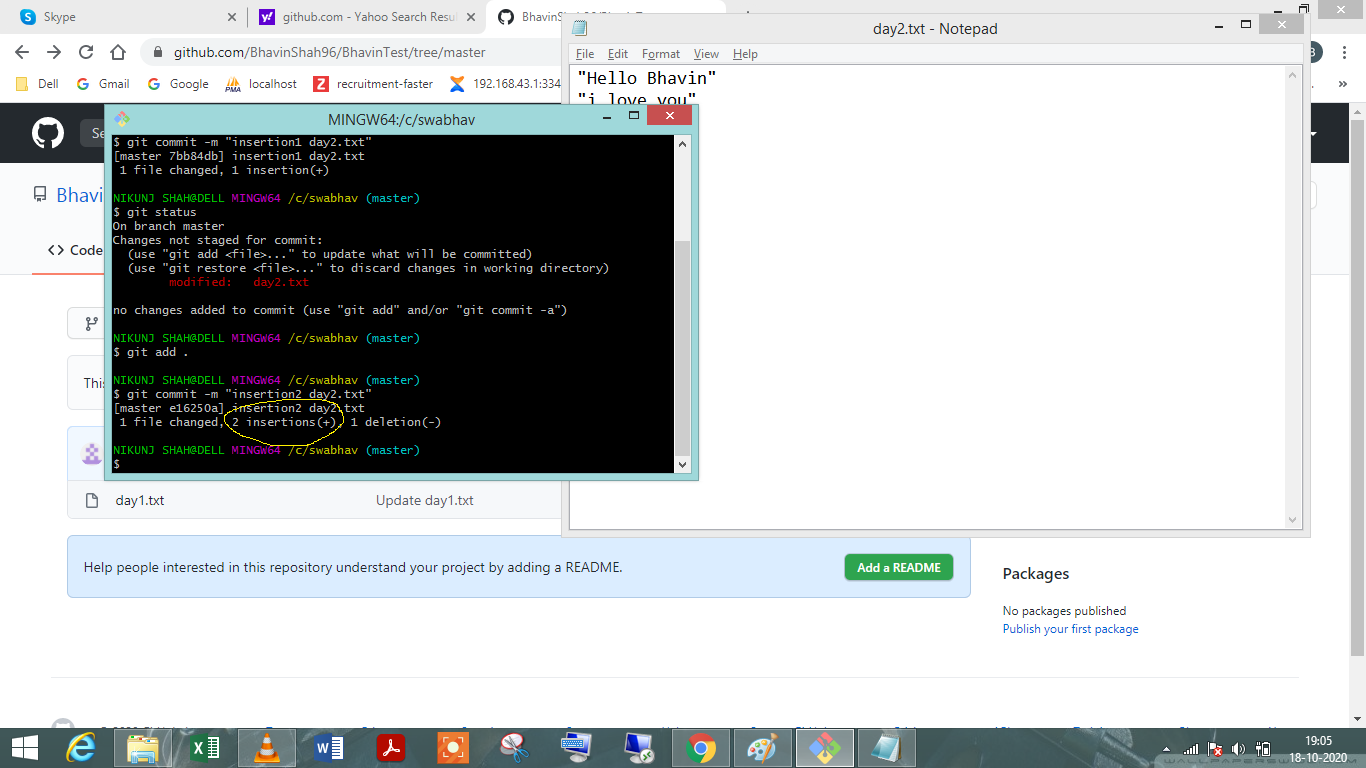 Skype
github.com - Yahoo Search Resu
github.com/BhavinShah96/BhavinTest/tree/master
Dell
Gmail
Google
PMA
localhost
recruitment-faster
192.168.43.1:334
»
day2.txt - Notepad
File Edit Format View Help
"Hello Bhavin"
"i love you"
MINGW64:/c/swabhav
$ git commit -m "insertion1 day2.txt"
[master 7bb84db] insertion1 day2.txt
1 file changed, 1 insertion(+)
NIKUNJ SHAH@DELL MINGW64 /c/swabhav (master)
$ git status
On branch master
Changes not staged for commit:
(use "git add <file>..." to update what will be committed)
(use "git restore <file>..." to discard changes in working directory)
modified: day2.txt
no changes added to commit (use "git add" and/or "git commit -a")
NIKUNJ SHAH@DELL MINGW64 /c/swabhav (master)
$ git add .
NIKUNJ SHAH@DELL MINGW64 /c/swabhav (master)
$ git commit -m "insertion2 day2.txt"
[master e16250a] insertion2 day2.txt
1 file changed, 2 insertions(+), 1 deletion(-)
NIKUNJ SHAH@DELL MINGW64 /c/swabhav (master)
$
Se
Bhavi
<> Code
This
day1.txt
Update day1.txt
Help people interested in this repository understand your project by adding a README.
Add a README
Packages
No packages published
Publish your first package
19:05
18-10-2020